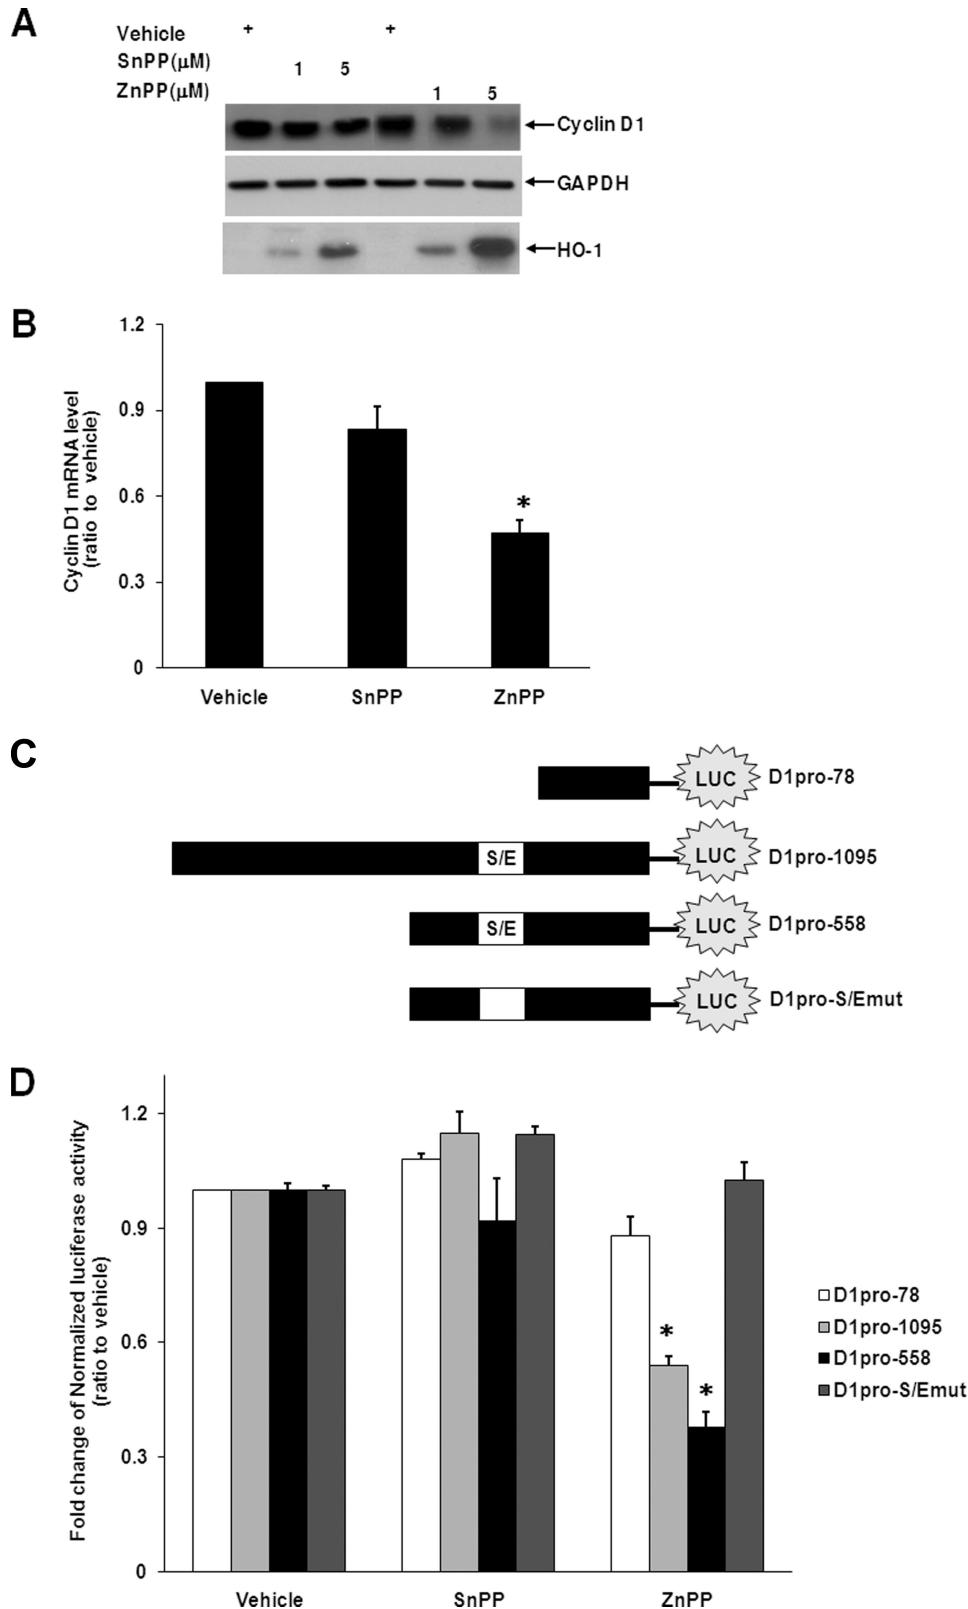 A
Vehicle + +
SnPP(µM) 1 5
ZnPP(µM) 1 5
Cyclin D1
GAPDH
HO-1
B
Cyclin D1 mRNA level
(ratio to vehicle)
1.2
0.9
0.6
0.3
0
*
Vehicle SnPP ZnPP
C
LUC D1pro-78
S/E LUC D1pro-1095
S/E LUC D1pro-558
LUC D1pro-S/Emut
D
Fold change of Normalized luciferase activity
(ratio to vehicle)
1.2
0.9
0.6
0.3
0
*
*
Vehicle SnPP ZnPP
D1pro-78
D1pro-1095
D1pro-558
D1pro-S/Emut